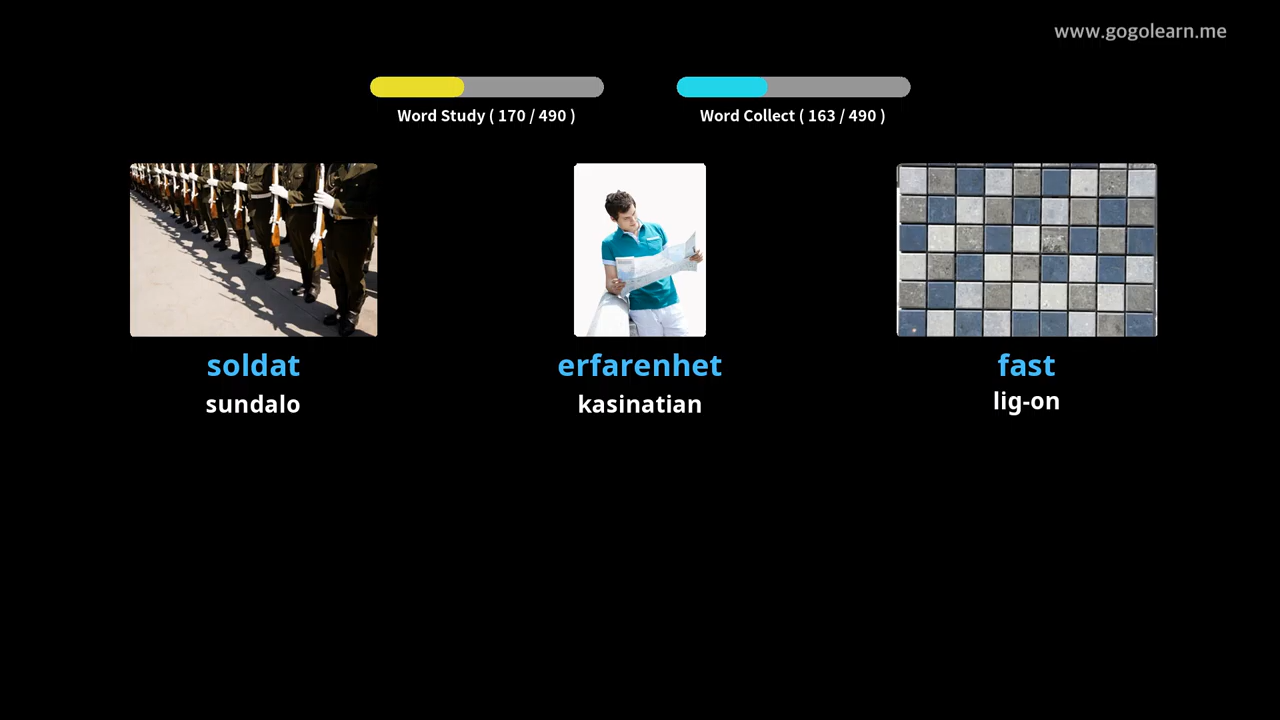 www.gogolearn.me
Word Study ( 170 / 490 )
Word Collect ( 163 / 490 )
soldat
sundalo
erfarenhet
kasinatian
fast
lig-on